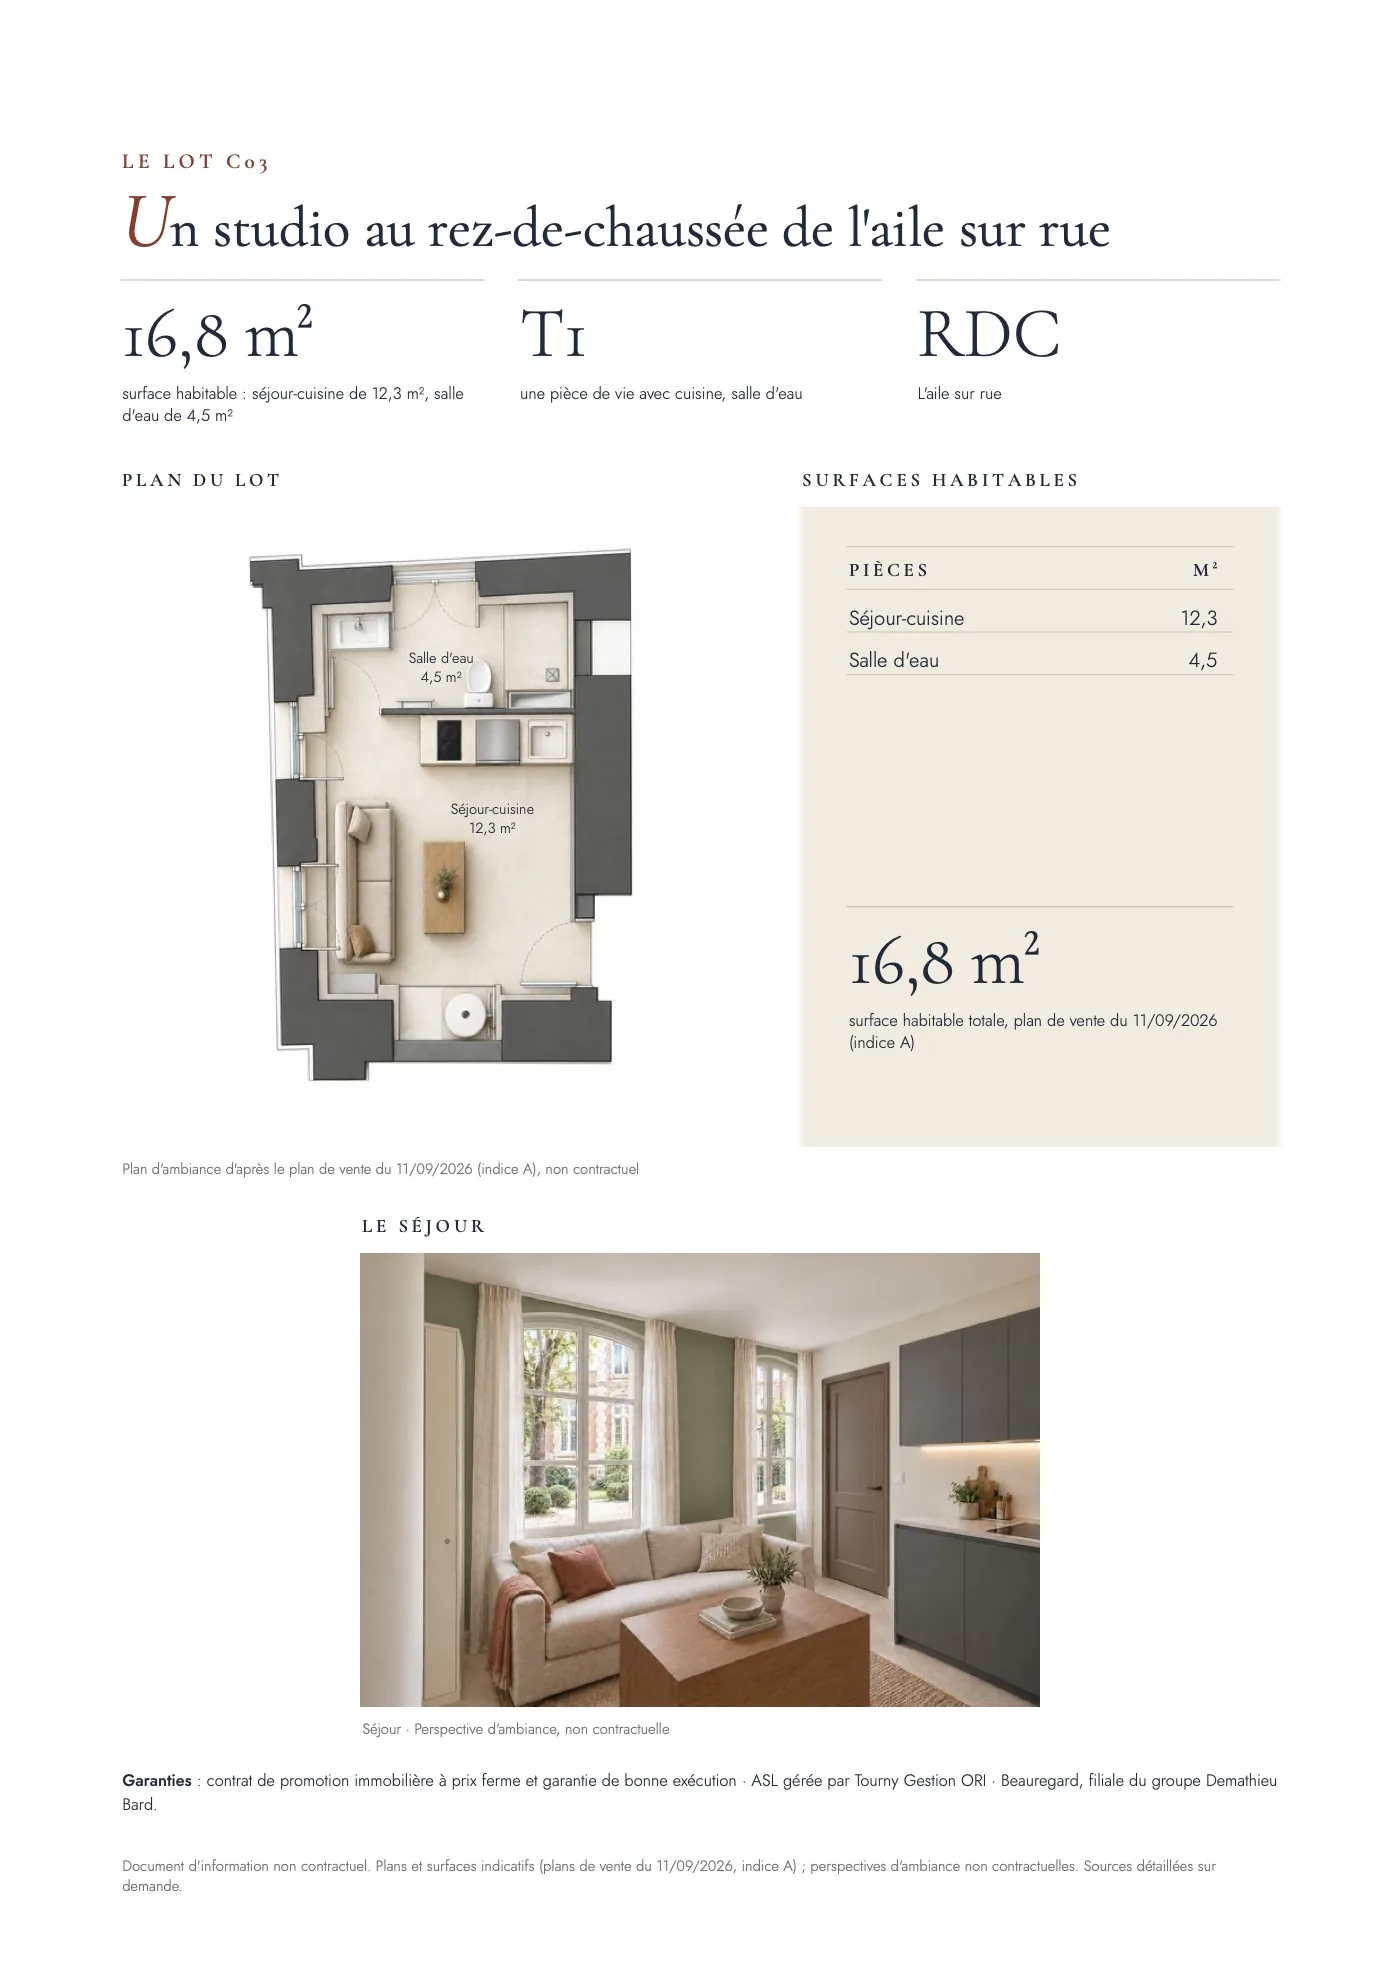 LE LOT C03
Un studio au rez-de-chaussée de l'aile sur rue
16,8 m²
surface habitable : séjour-cuisine de 12,3 m², salle
d'eau de 4,5 m²
T1
une pièce de vie avec cuisine, salle d'eau
RDC
L'aile sur rue
PLAN DU LOT
Salle d'eau
4,5 m²
Séjour-cuisine
12,3 m²
Plan d'ambiance d'après le plan de vente du 11/09/2026 (indice A), non contractuel
SURFACES HABITABLES
PIÈCES M²
Séjour-cuisine 12,3
Salle d'eau 4,5
16,8 m²
surface habitable totale, plan de vente du 11/09/2026
(indice A)
LE SÉJOUR
Séjour · Perspective d'ambiance, non contractuelle
Garanties : contrat de promotion immobilière à prix ferme et garantie de bonne exécution · ASL gérée par Tourny Gestion ORI · Beauregard, filiale du groupe Demathieu
Bard.
Document d'information non contractuel. Plans et surfaces indicatifs (plans de vente du 11/09/2026, indice A) ; perspectives d'ambiance non contractuelles. Sources détaillées sur
demande.